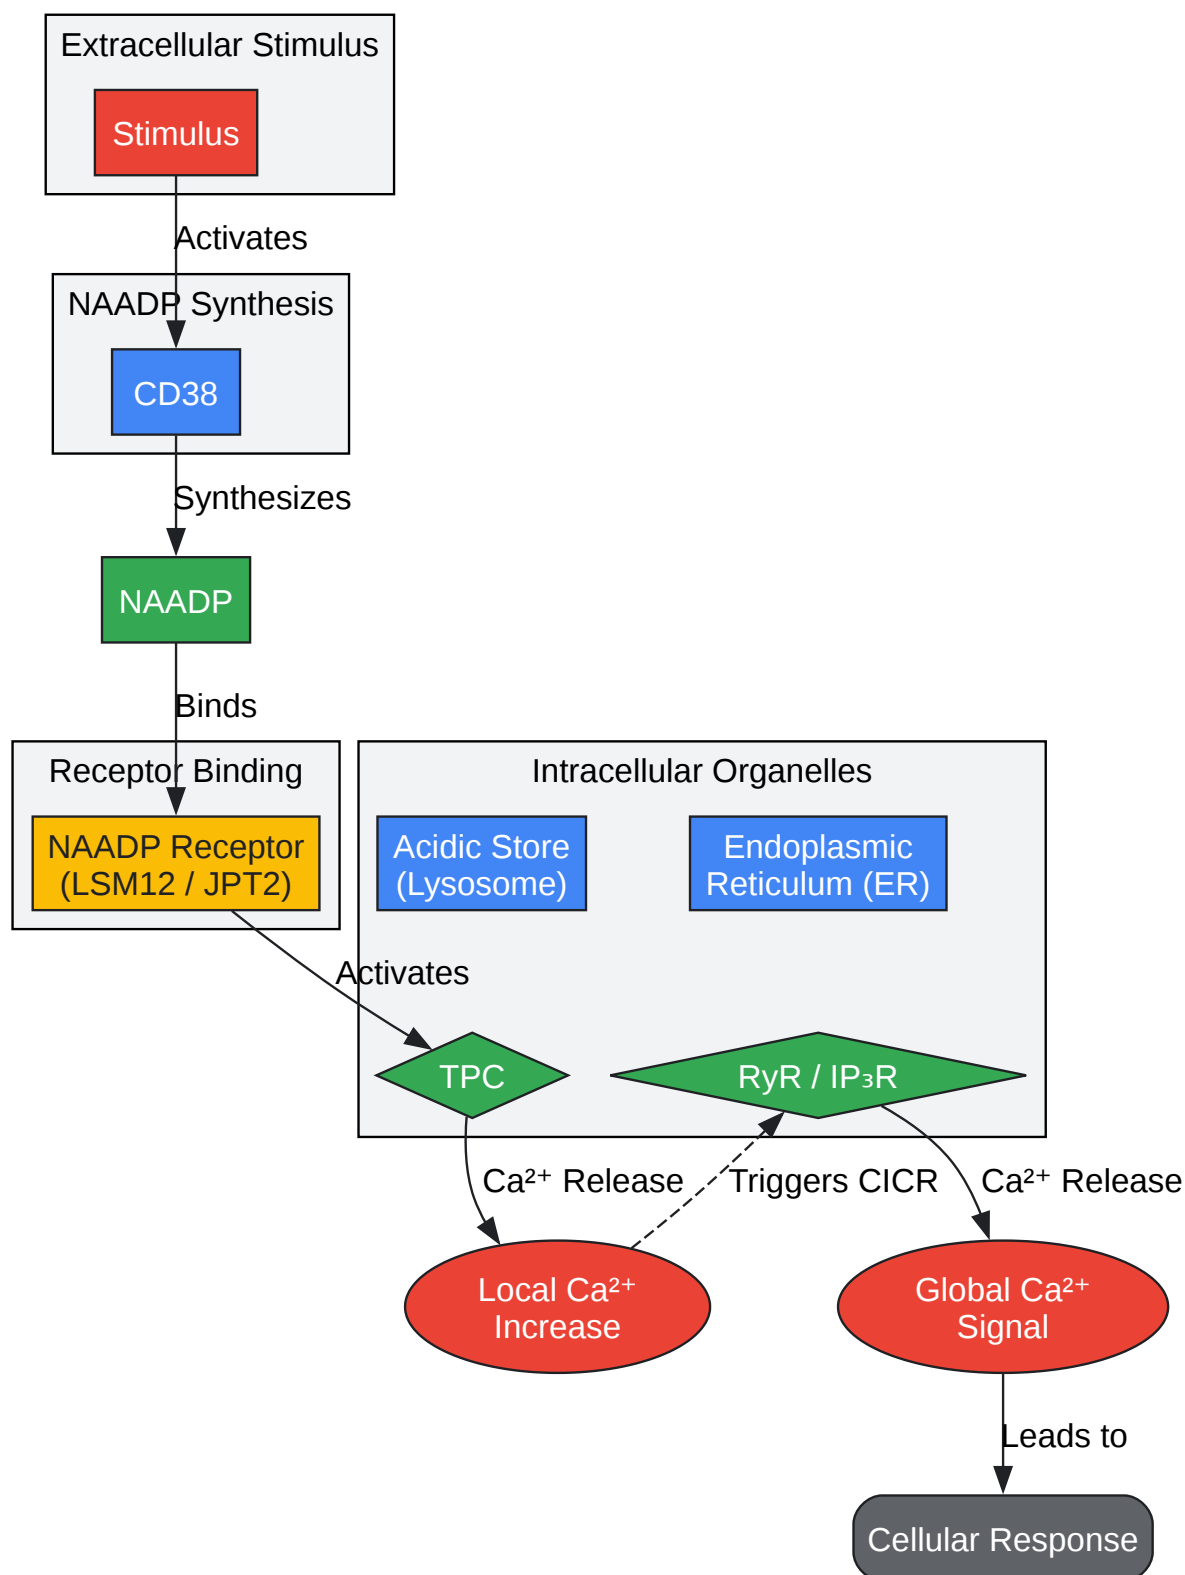 Extracellular Stimulus
Stimulus
Activates
NAADP Synthesis
CD38
Synthesizes
NAADP
Binds
Receptor Binding
NAADP Receptor
(LSM12 / JPT2)
Intracellular Organelles
Acidic Store
(Lysosome)
Endoplasmic
Reticulum (ER)
Activates
TPC
RyR / IP₃R
Ca²⁺ Release
Triggers CICR
Ca²⁺ Release
Local Ca²⁺
Increase
Global Ca²⁺
Signal
Leads to
Cellular Response